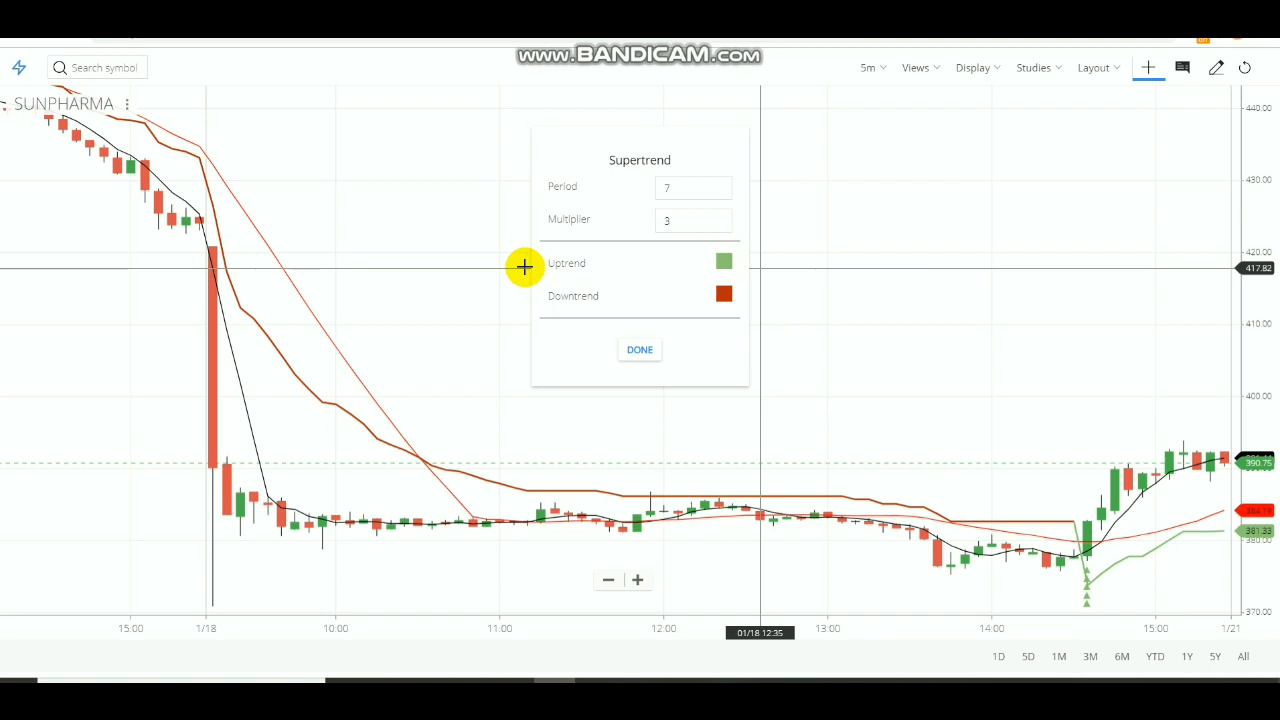 www.BANDICAM.com
Search symbol
5m
Views
Display
Studies
Layout
SUNPHARMA
440.00
430.00
420.00
417.82
410.00
400.00
390.75
384.19
381.33
380.00
370.00
Supertrend
Period 7
Multiplier 3
Uptrend
Downtrend
DONE
15:00 1/18 10:00 11:00 12:00 13:00 14:00 15:00 1/21
01/18 12:35
1D 5D 1M 3M 6M YTD 1Y 5Y All